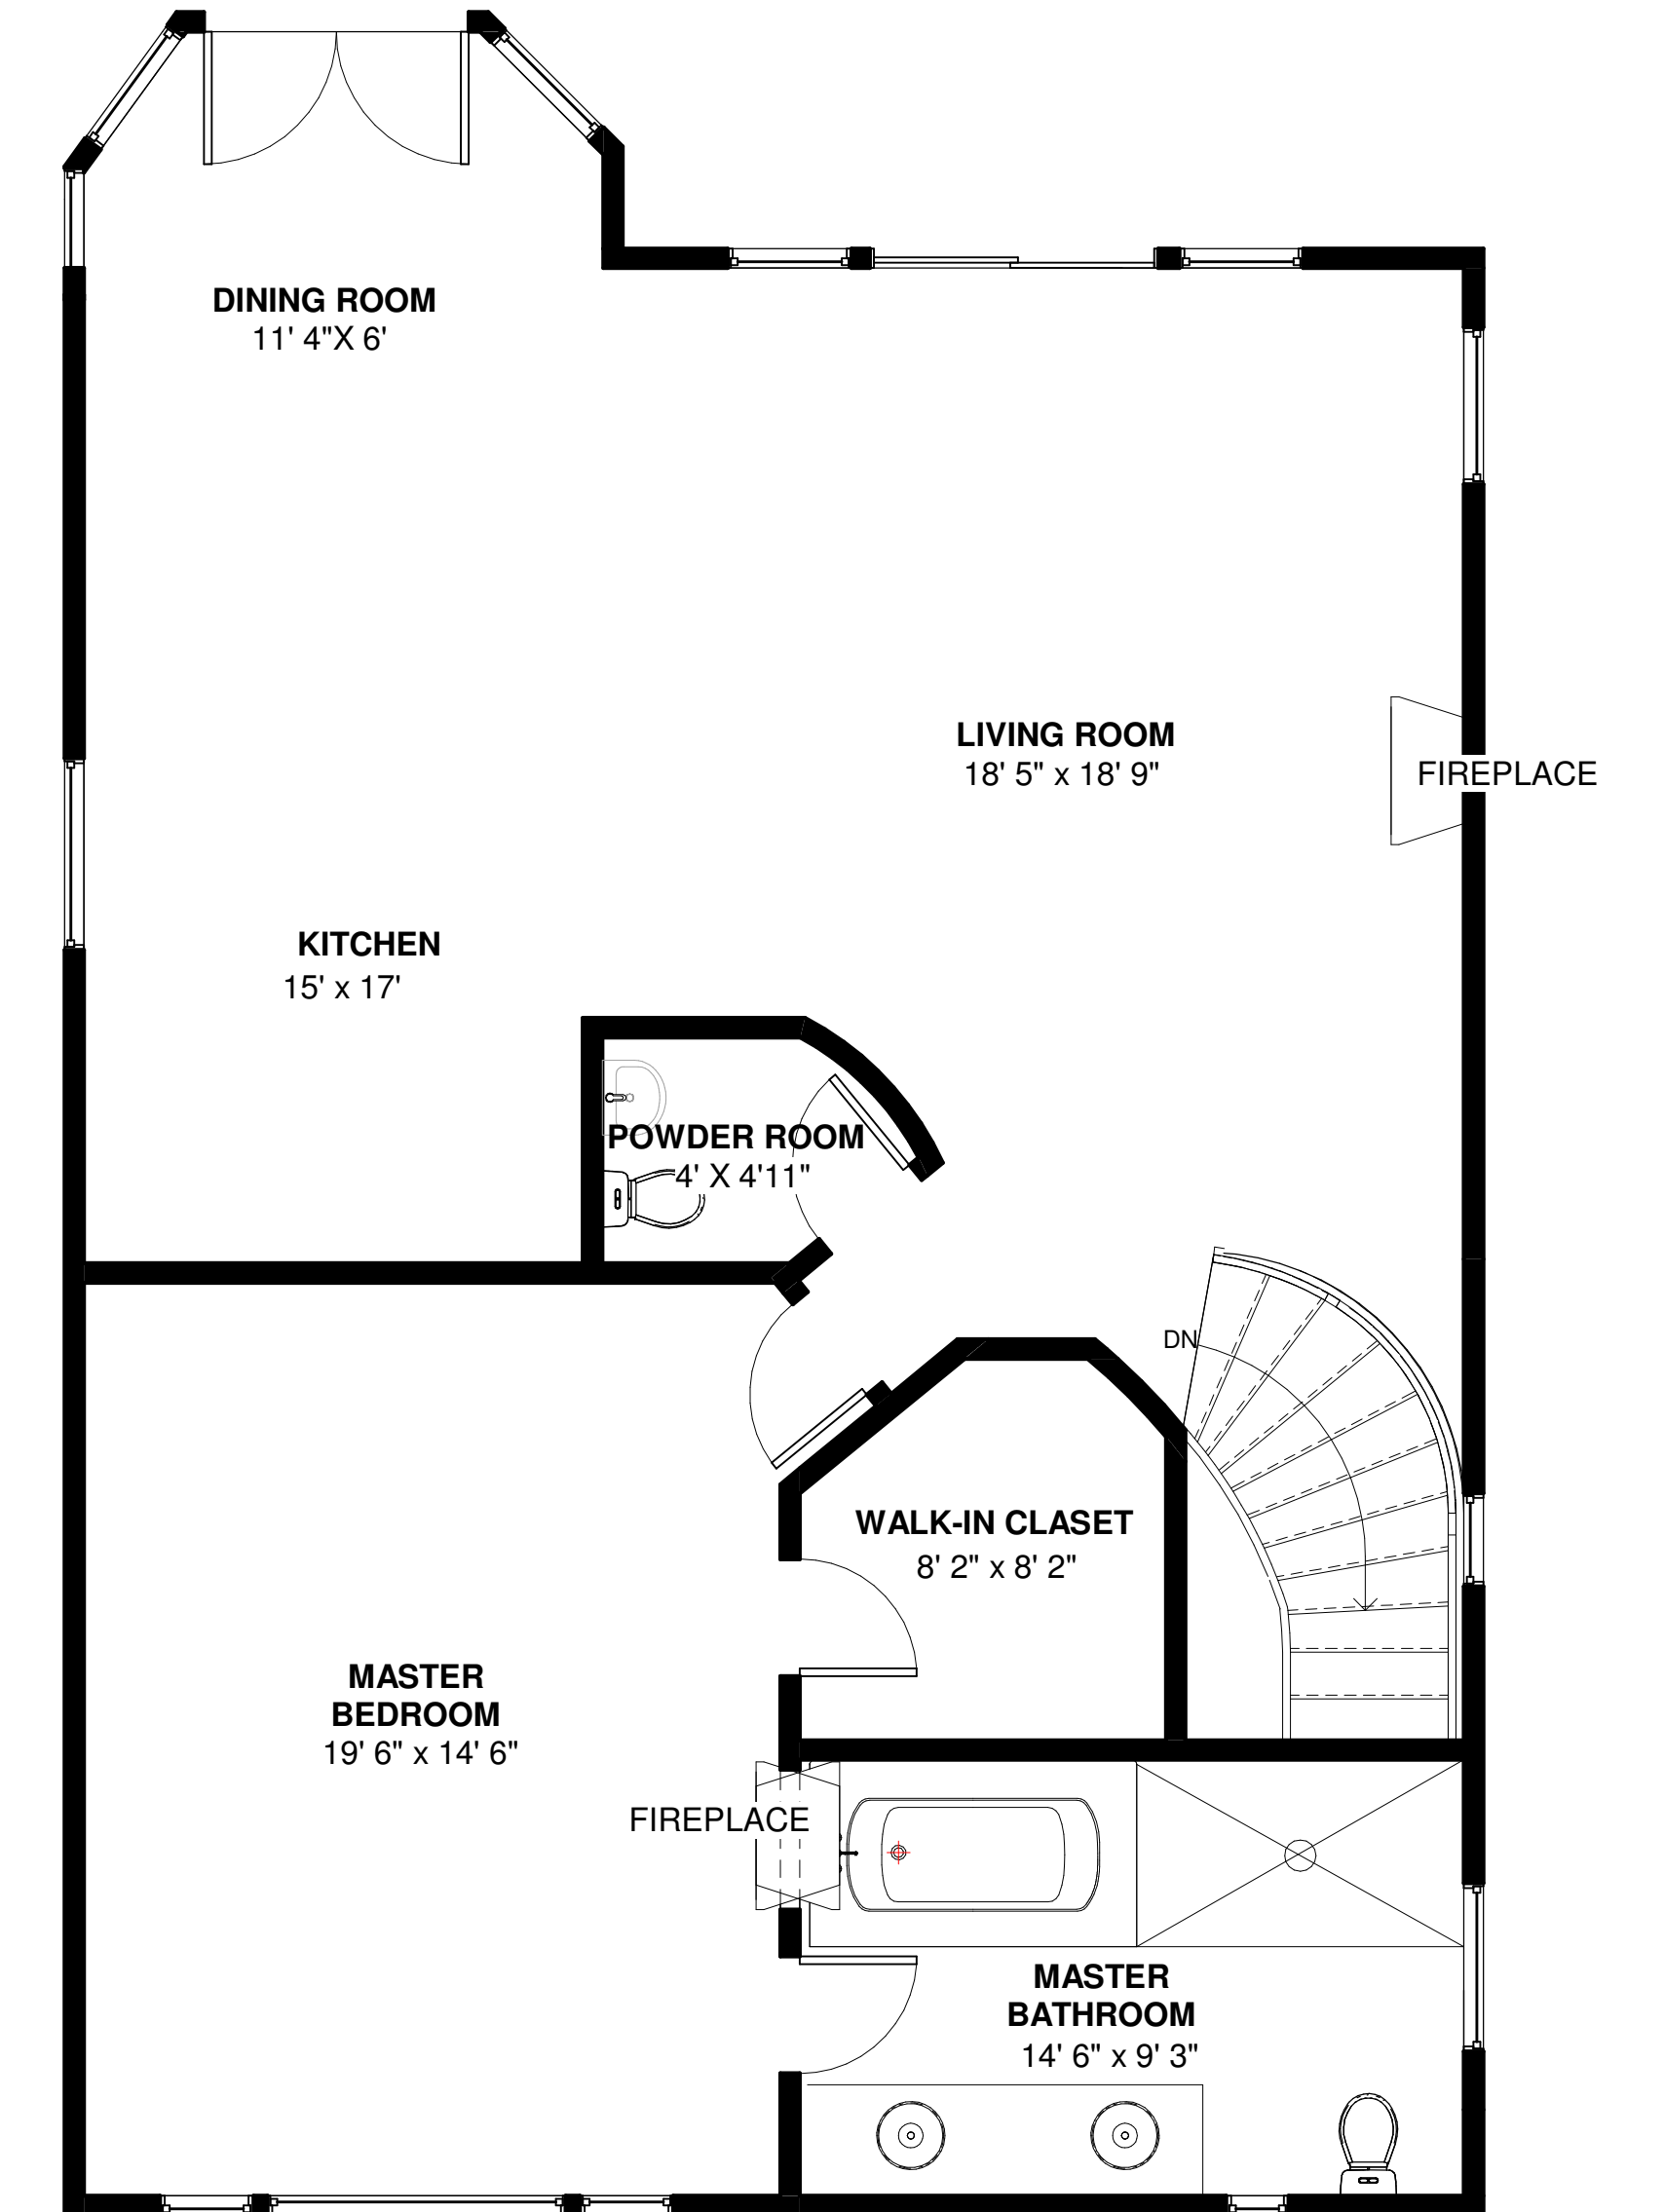 DINING ROOM
11' 4"X 6'
LIVING ROOM
18' 5" x 18' 9"
FIREPLACE
KITCHEN
15' x 17'
POWDER ROOM
4' X 4'11"
DN
WALK-IN CLASET
8' 2" x 8' 2"
MASTER
BEDROOM
19' 6" x 14' 6"
FIREPLACE
MASTER
BATHROOM
14' 6" x 9' 3"